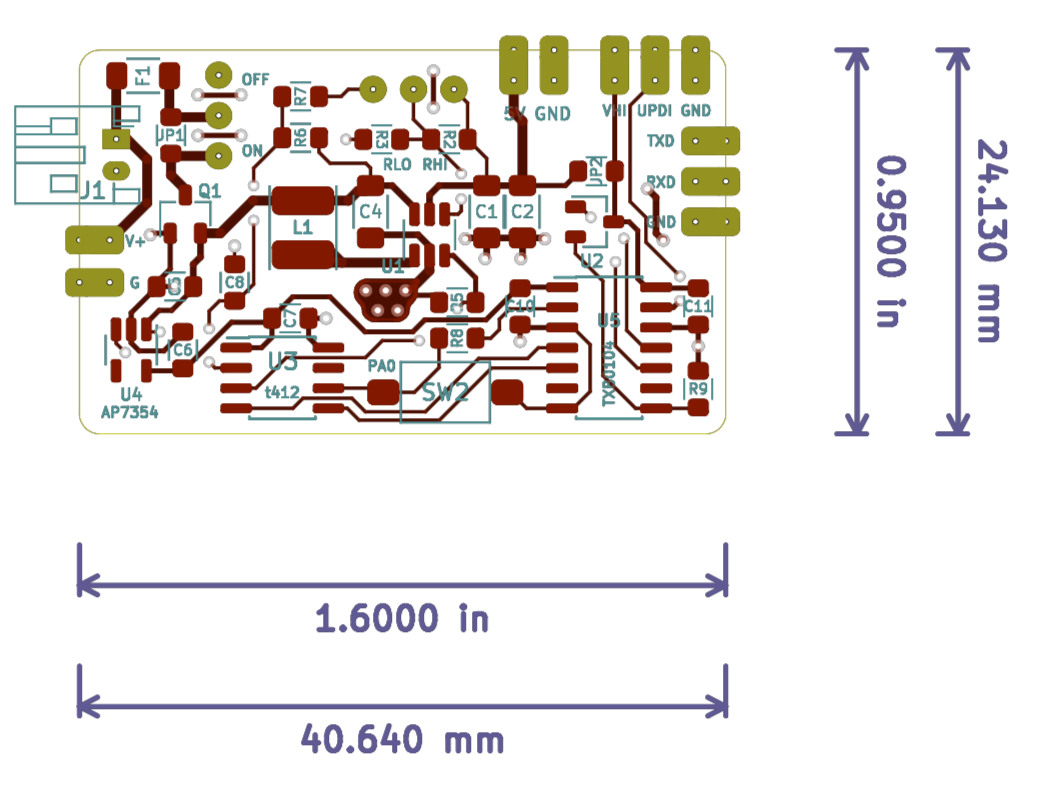 F1
OFF
R7
5V GND
VHI UPDI GND
JP1
R6
R3
R2
TXD
ON
RLO RHI
JP2
J1
Q1
RXD
C4
C1
C2
GND
L1
V+
U1
U2
G
C8
C3
R5
C10
C11
C7
U5
C6
R8
U3
TXB0104
PA0
U4
t412
SW2
R9
AP7354
0.9500 in
24.130 mm
1.6000 in
40.640 mm